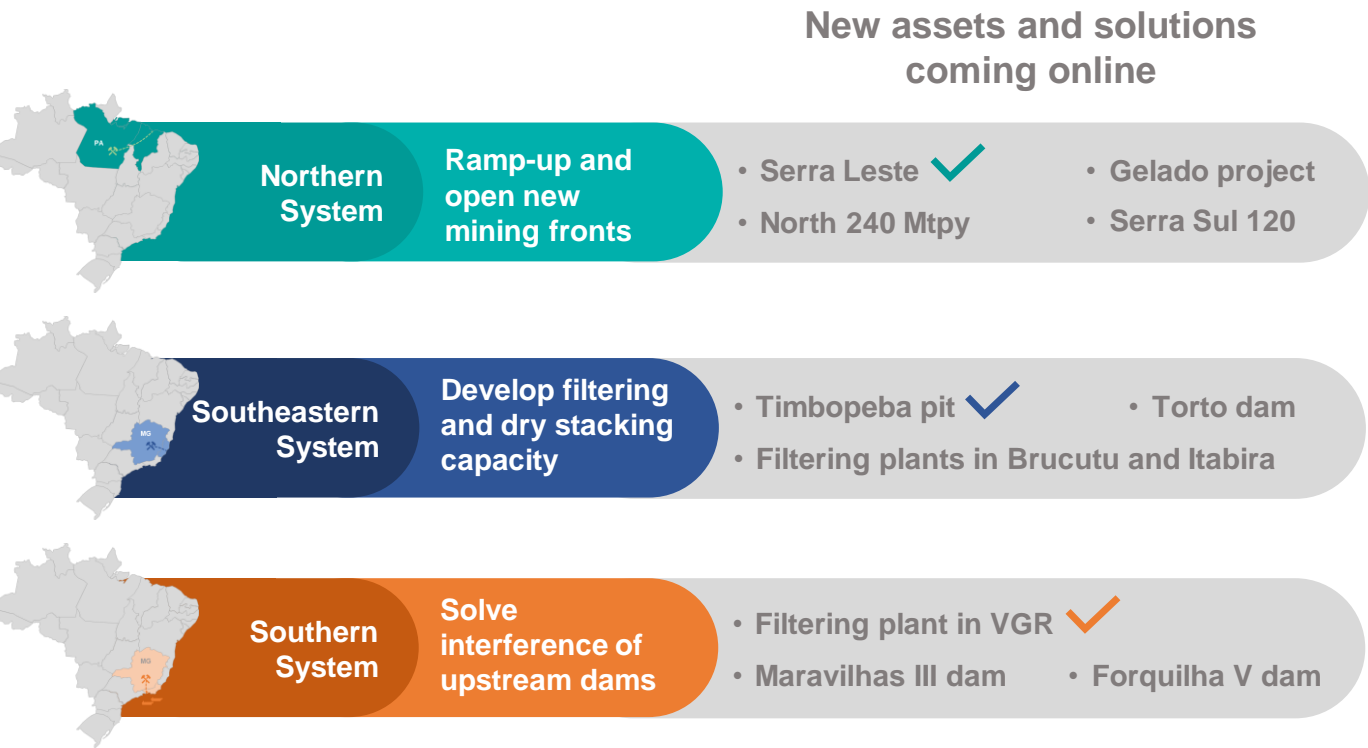 New assets and solutions
coming online
PA
Northern
System
Ramp-up and
open new
mining fronts
• Serra Leste
• Gelado project
• North 240 Mtpy
• Serra Sul 120
MG
Southeastern
System
Develop filtering
and dry stacking
capacity
• Timbopeba pit
• Torto dam
• Filtering plants in Brucutu and Itabira
MG
Southern
System
Solve
interference of
upstream dams
• Filtering plant in VGR
• Maravilhas III dam
• Forquilha V dam